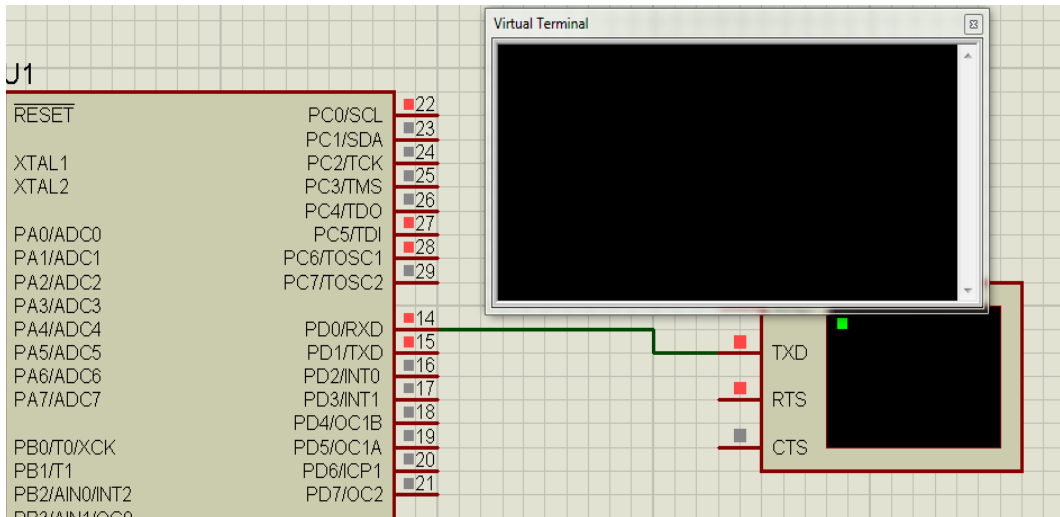 Virtual Terminal
U1
RESET
XTAL1
XTAL2
PA0/ADC0
PA1/ADC1
PA2/ADC2
PA3/ADC3
PA4/ADC4
PA5/ADC5
PA6/ADC6
PA7/ADC7
PB0/T0/XCK
PB1/T1
PB2/AIN0/INT2
PB3/AIN1/OC0
PC0/SCL 22
PC1/SDA 23
PC2/TCK 24
PC3/TMS 25
PC4/TDO 26
PC5/TDI 27
PC6/TOSC1 28
PC7/TOSC2 29
PD0/RXD 14
PD1/TXD 15
PD2/INT0 16
PD3/INT1 17
PD4/OC1B 18
PD5/OC1A 19
PD6/ICP1 20
PD7/OC2 21
TXD
RTS
CTS